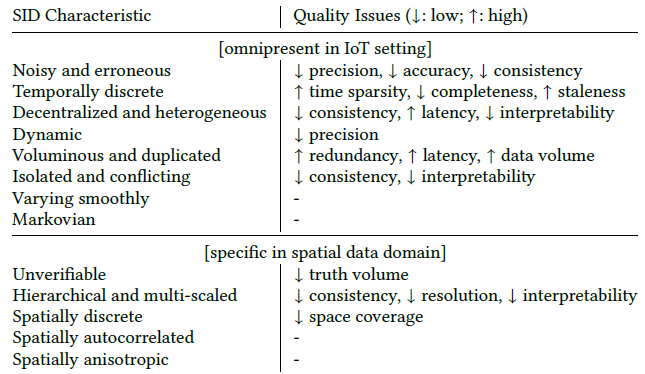 SID Characteristic Quality Issues (↓: low; ↑: high)
[omnipresent in IoT setting]
Noisy and erroneous ↓ precision, ↓ accuracy, ↓ consistency
Temporally discrete ↑ time sparsity, ↓ completeness, ↑ staleness
Decentralized and heterogeneous ↓ consistency, ↑ latency, ↓ interpretability
Dynamic ↓ precision
Voluminous and duplicated ↑ redundancy, ↑ latency, ↑ data volume
Isolated and conflicting ↓ consistency, ↓ interpretability
Varying smoothly -
Markovian -
[specific in spatial data domain]
Unverifiable ↓ truth volume
Hierarchical and multi-scaled ↓ consistency, ↓ resolution, ↓ interpretability
Spatially discrete ↓ space coverage
Spatially autocorrelated -
Spatially anisotropic -